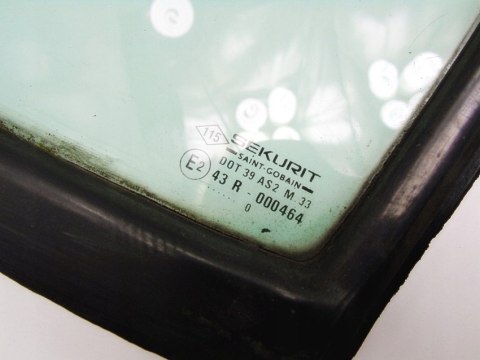 115
SEKURIT
SAINT-GOBAIN
DOT 39 AS2 M 33
E2
43 R - 000464
0